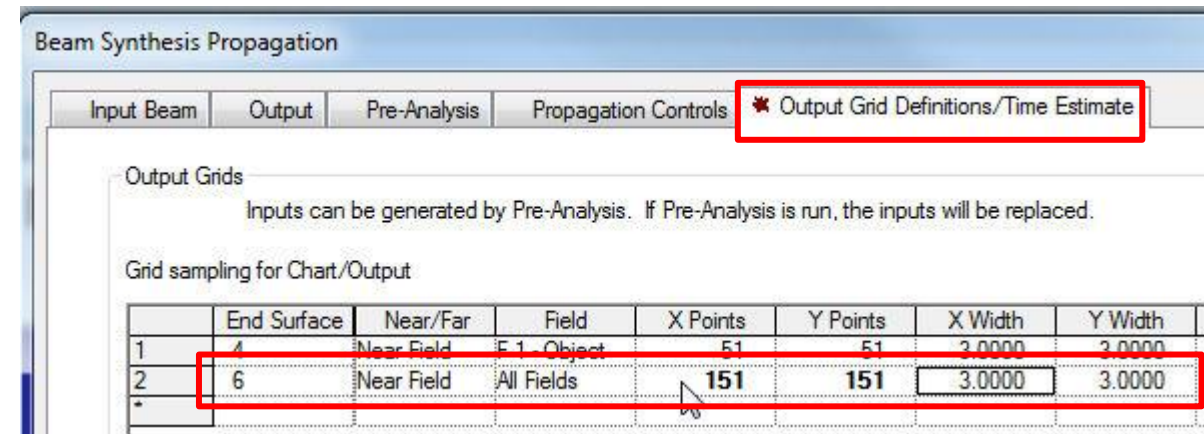 Beam Synthesis Propagation
Input Beam Output Pre-Analysis Propagation Controls Output Grid Definitions/Time Estimate
Output Grids
Inputs can be generated by Pre-Analysis. If Pre-Analysis is run, the inputs will be replaced.
Grid sampling for Chart/Output
End Surface Near/Far Field X Points Y Points X Width Y Width
1 4 Near Field F 1 - Object 51 51 3.0000 3.0000
2 6 Near Field All Fields 151 151 3.0000 3.0000
*